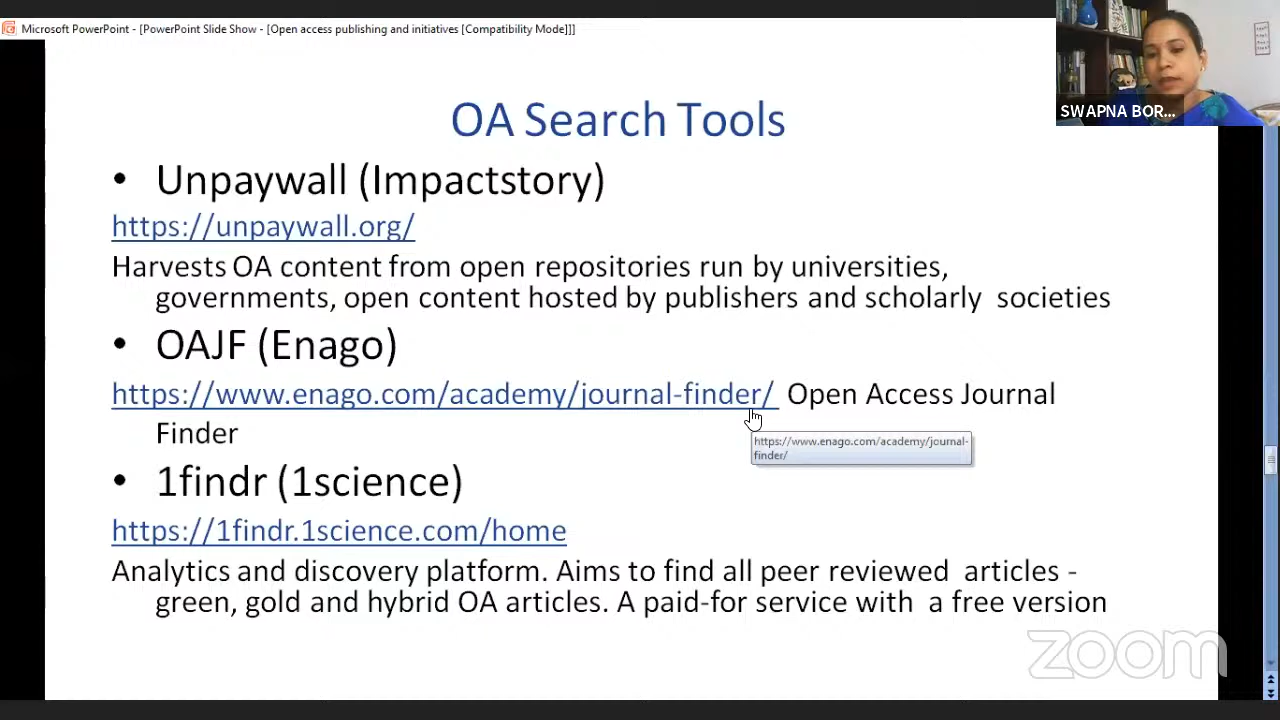 Microsoft PowerPoint - [PowerPoint Slide Show - [Open access publishing and initiatives [Compatibility Mode]]]
SWAPNA BOR...
OA Search Tools
• Unpaywall (Impactstory)
https://unpaywall.org/
Harvests OA content from open repositories run by universities,
governments, open content hosted by publishers and scholarly societies
• OAJF (Enago)
https://www.enago.com/academy/journal-finder/ Open Access Journal
Finder
https://www.enago.com/academy/journal-
finder/
• 1findr (1science)
https://1findr.1science.com/home
Analytics and discovery platform. Aims to find all peer reviewed articles -
green, gold and hybrid OA articles. A paid-for service with a free version
zoom